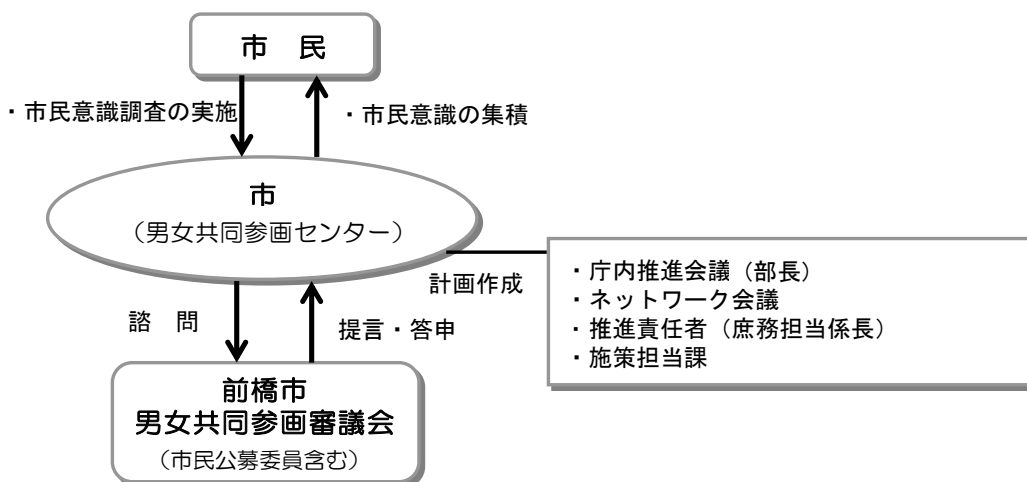 市　民
・市民意識調査の実施
・市民意識の集積
市
（男女共同参画センター）
計画作成
・庁内推進会議（部長）
・ネットワーク会議
・推進責任者（庶務担当係長）
・施策担当課
諮　問
提言・答申
前橋市
男女共同参画審議会
（市民公募委員含む）